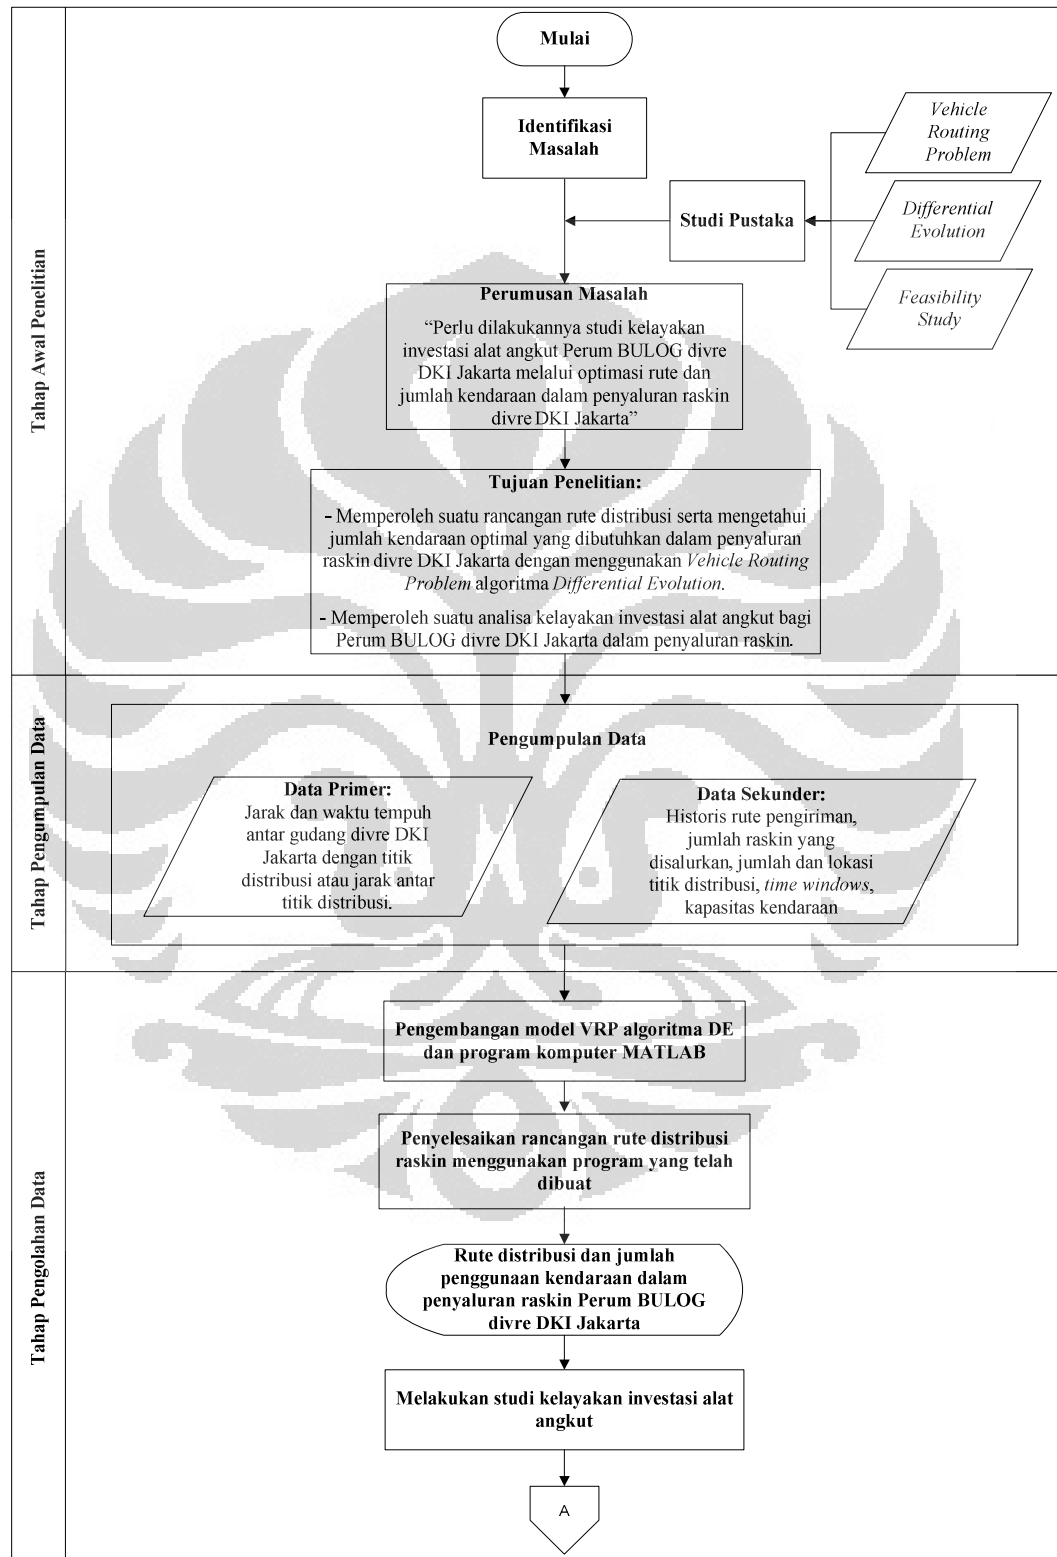 Tahap Awal Penelitian
Mulai
Identifikasi
Masalah
Vehicle
Routing
Problem
Studi Pustaka
Differential
Evolution
Feasibility
Study
Perumusan Masalah
“Perlu dilakukannya studi kelayakan
investasi alat angkut Perum BULOG divre
DKI Jakarta melalui optimasi rute dan
jumlah kendaraan dalam penyaluran raskin
divre DKI Jakarta”
Tujuan Penelitian:
- Memperoleh suatu rancangan rute distribusi serta mengetahui
jumlah kendaraan optimal yang dibutuhkan dalam penyaluran
raskin divre DKI Jakarta dengan menggunakan Vehicle Routing
Problem algoritma Differential Evolution.
- Memperoleh suatu analisa kelayakan investasi alat angkut bagi
Perum BULOG divre DKI Jakarta dalam penyaluran raskin.
Tahap Pengumpulan Data
Pengumpulan Data
Data Primer:
Jarak dan waktu tempuh
antar gudang divre DKI
Jakarta dengan titik
distribusi atau jarak antar
titik distribusi.
Data Sekunder:
Historis rute pengiriman,
jumlah raskin yang
disalurkan, jumlah dan lokasi
titik distribusi, time windows,
kapasitas kendaraan
Tahap Pengolahan Data
Pengembangan model VRP algoritma DE
dan program komputer MATLAB
Penyelesaikan rancangan rute distribusi
raskin menggunakan program yang telah
dibuat
Rute distribusi dan jumlah
penggunaan kendaraan dalam
penyaluran raskin Perum BULOG
divre DKI Jakarta
Melakukan studi kelayakan investasi alat
angkut
A